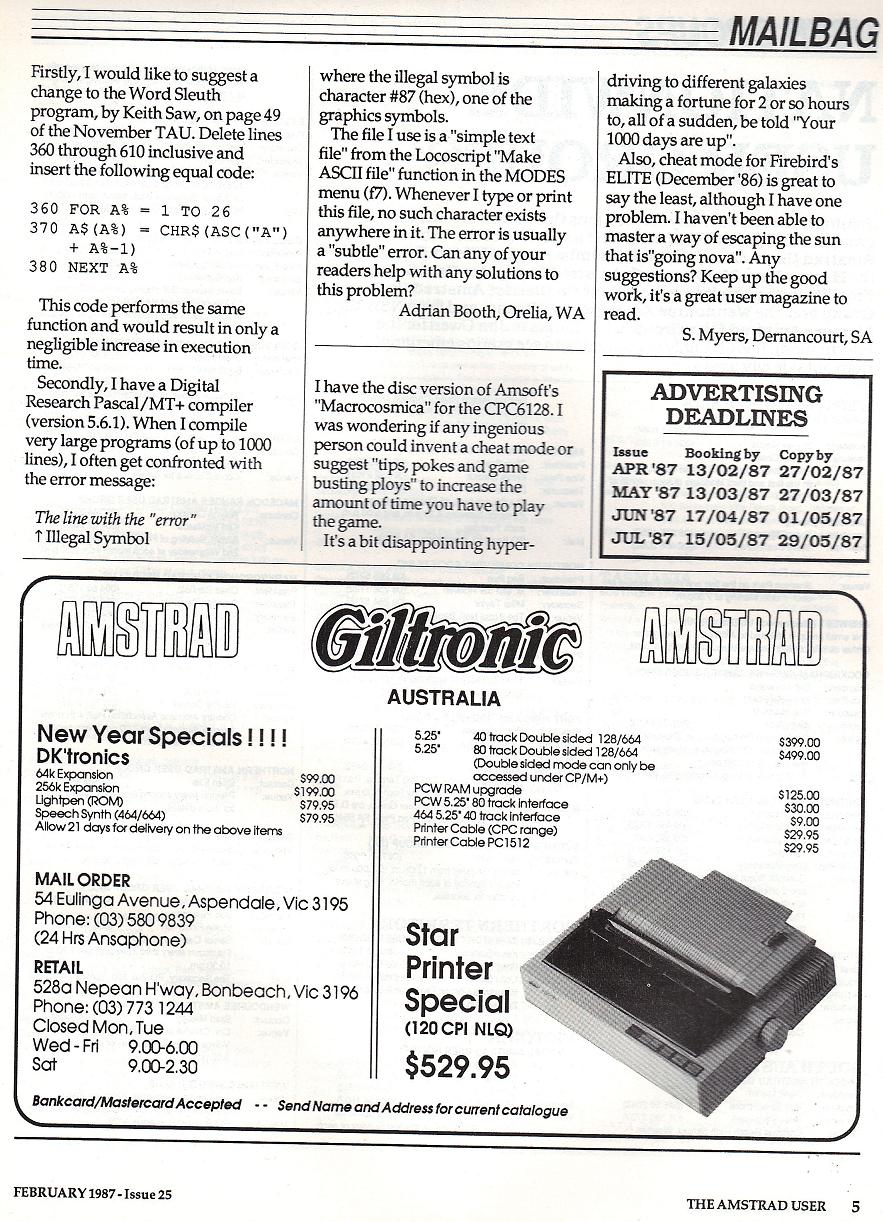 MAILBAG
Firstly, I would like to suggest a
change to the Word Sleuth
program, by Keith Saw, on page 49
of the November TAU. Delete lines
360 through 610 inclusive and
insert the following equal code:
360 FOR A% = 1 TO 26
370 A$(A%) = CHR$(ASC("A")
+ A%-1)
380 NEXT A%
This code performs the same
function and would result in only a
negligible increase in execution
time.
Secondly, I have a Digital
Research Pascal/MT+ compiler
(version 5.6.1). When I compile
very large programs (of up to 1000
lines), I often get confronted with
the error message:
The line with the "error"
↑ Illegal Symbol
where the illegal symbol is
character #87 (hex), one of the
graphics symbols.
The file I use is a "simple text
file" from the Locoscript "Make
ASCII file" function in the MODES
menu (f7). Whenever I type or print
this file, no such character exists
anywhere in it. The error is usually
a "subtle" error. Can any of your
readers help with any solutions to
this problem?
Adrian Booth, Orelia, WA
I have the disc version of Amsoft's
"Macrocosmica" for the CPC6128. I
was wondering if any ingenious
person could invent a cheat mode or
suggest "tips, pokes and game
busting ploys" to increase the
amount of time you have to play
the game.
It's a bit disappointing hyper-
driving to different galaxies
making a fortune for 2 or so hours
to, all of a sudden, be told "Your
1000 days are up".
Also, cheat mode for Firebird's
ELITE (December '86) is great to
say the least, although I have one
problem. I haven't been able to
master a way of escaping the sun
that is"going nova". Any
suggestions? Keep up the good
work, it's a great user magazine to
read.
S. Myers, Dernancourt, SA
ADVERTISING
DEADLINES
Issue Booking by Copy by
APR '87 13/02/87 27/02/87
MAY '87 13/03/87 27/03/87
JUN '87 17/04/87 01/05/87
JUL '87 15/05/87 29/05/87
AMSTRAD Giltronic AMSTRAD
AUSTRALIA
New Year Specials ! ! ! !
DK'tronics
64k Expansion $99.00
256k Expansion $199.00
Lightpen (ROM) $79.95
Speech Synth (464/664) $79.95
Allow 21 days for delivery on the above items
MAIL ORDER
54 Eulinga Avenue, Aspendale, Vic 3195
Phone: (03) 580 9839
(24 Hrs Ansaphone)
RETAIL
528a Nepean H'way, Bonbeach, Vic 3196
Phone: (03) 773 1244
Closed Mon, Tue
Wed - Fri 9.00-6.00
Sat 9.00-2.30
5.25" 40 track Double sided 128/664 $399.00
5.25" 80 track Double sided 128/664 $499.00
(Double sided mode can only be
accessed under CP/M+)
PCW RAM upgrade $125.00
PCW 5.25" 80 track interface $30.00
464 5.25" 40 track interface $9.00
Printer Cable (CPC range) $29.95
Printer Cable PC1512 $29.95
Star
Printer
Special
(120 CPI NLQ)
$529.95
Bankcard/Mastercard Accepted -- Send Name and Address for current catalogue
FEBRUARY 1987 - Issue 25
THE AMSTRAD USER 5